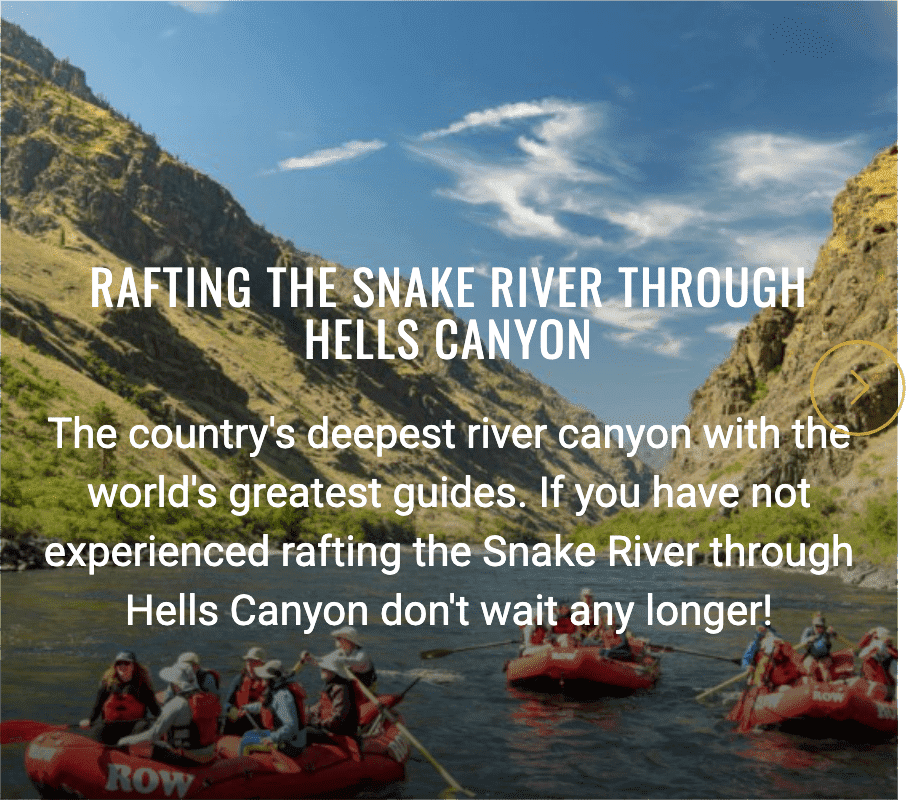 RAFTING THE SNAKE RIVER THROUGH
HELLS CANYON
The country's deepest river canyon with the
world's greatest guides. If you have not
experienced rafting the Snake River through
Hells Canyon don't wait any longer!
ROW
ROW